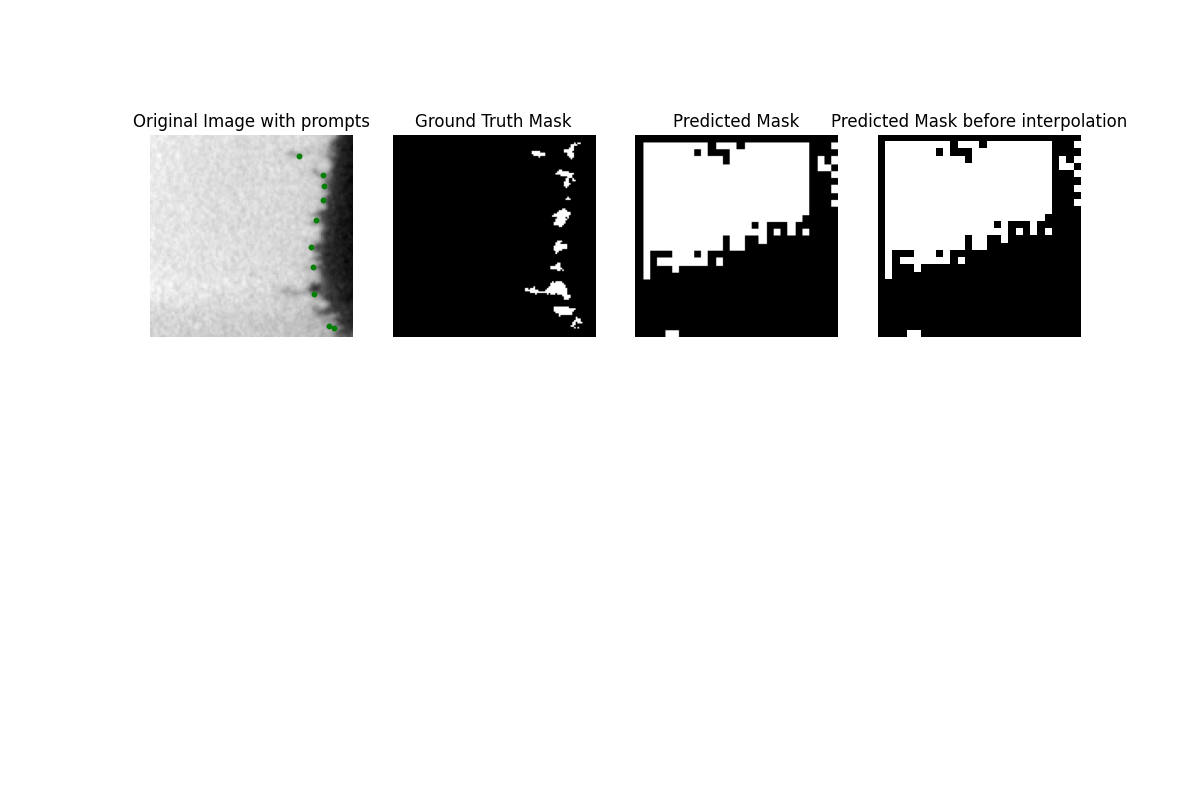 Original Image with prompts
Ground Truth Mask
Predicted Mask
Predicted Mask before interpolation